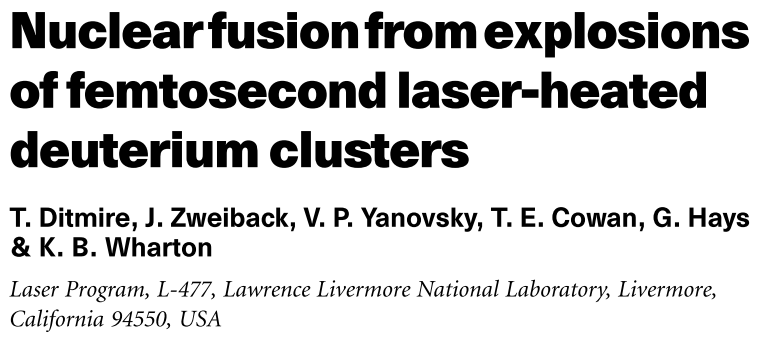 Nuclear fusion from explosions
of femtosecond laser-heated
deuterium clusters
T. Ditmire, J. Zweiback, V. P. Yanovsky, T. E. Cowan, G. Hays
& K. B. Wharton
Laser Program, L-477, Lawrence Livermore National Laboratory, Livermore,
California 94550, USA